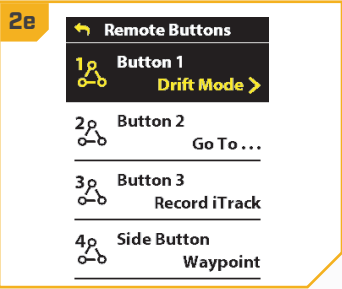 2e
Remote Buttons
1
Button 1
Drift Mode >
2
Button 2
Go To ...
3
Button 3
Record iTrack
4
Side Button
Waypoint